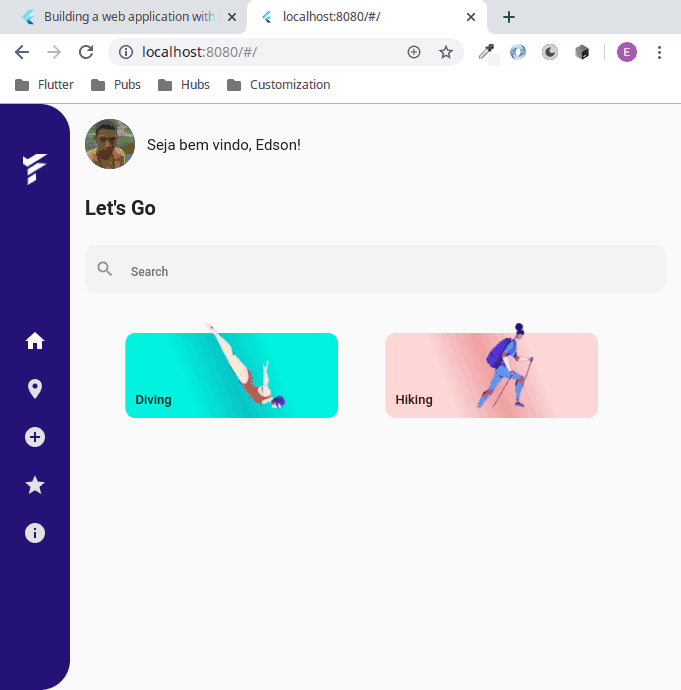 Building a web application with
localhost:8080/#/
localhost:8080/#/
E
Flutter
Pubs
Hubs
Customization
Seja bem vindo, Edson!
Let's Go
Search
Diving
Hiking